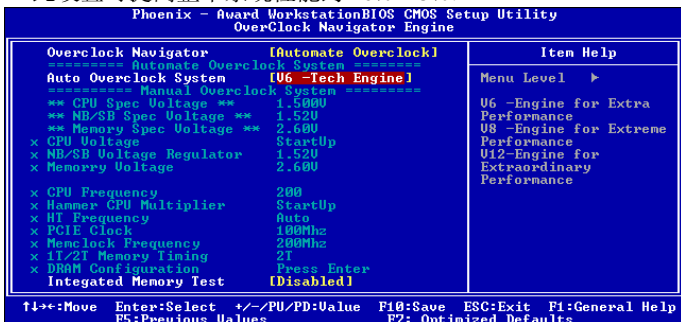 Phoenix - Award WorkstationBIOS CMOS Setup Utility
OverClock Navigator Engine
Overclock Navigator [Automate Overclock] Item Help
========= Automate Overclock System ========
Auto Overclock System [V6 -Tech Engine] Menu Level ▶
========== Manual Overclock System =========
** CPU Spec Voltage ** 1.500V V6 -Engine for Extra
** NB/SB Spec Voltage ** 1.52V Performance
** Memory Spec Voltage ** 2.60V V8 -Engine for Extreme
x CPU Voltage StartUp Performance
x NB/SB Voltage Regulator 1.52V V12-Engine for
x Memorry Voltage 2.60V Extraordinary
Performance
x CPU Frequency 200
x Hammer CPU Multiplier StartUp
x HT Frequency Auto
x PCIE Clock 100Mhz
x Memclock Frequency 200Mhz
x 1T/2T Memory Timing 2T
x DRAM Configuration Press Enter
Integated Memory Test [Disabled]
↑↓→←:Move Enter:Select +/-/PU/PD:Value F10:Save ESC:Exit F1:General Help
F5:Previous Values F7: Optimized Defaults